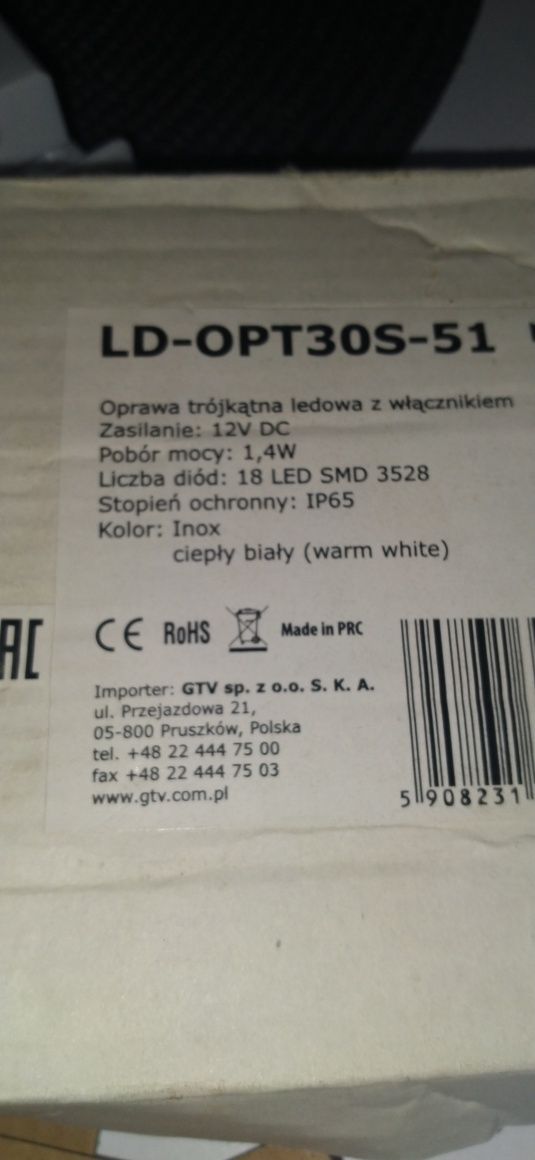 LD-OPT30S-51
Oprawa trójkątna ledowa z włącznikiem
Zasilanie: 12V DC
Pobór mocy: 1,4W
Liczba diód: 18 LED SMD 3528
Stopień ochronny: IP65
Kolor: Inox
ciepły biały (warm white)
CE RoHS Made in PRC
Importer: GTV sp. z o.o. S. K. A.
ul. Przejazdowa 21,
05-800 Pruszków, Polska
tel. +48 22 444 75 00
fax +48 22 444 75 03
www.gtv.com.pl
5 908231